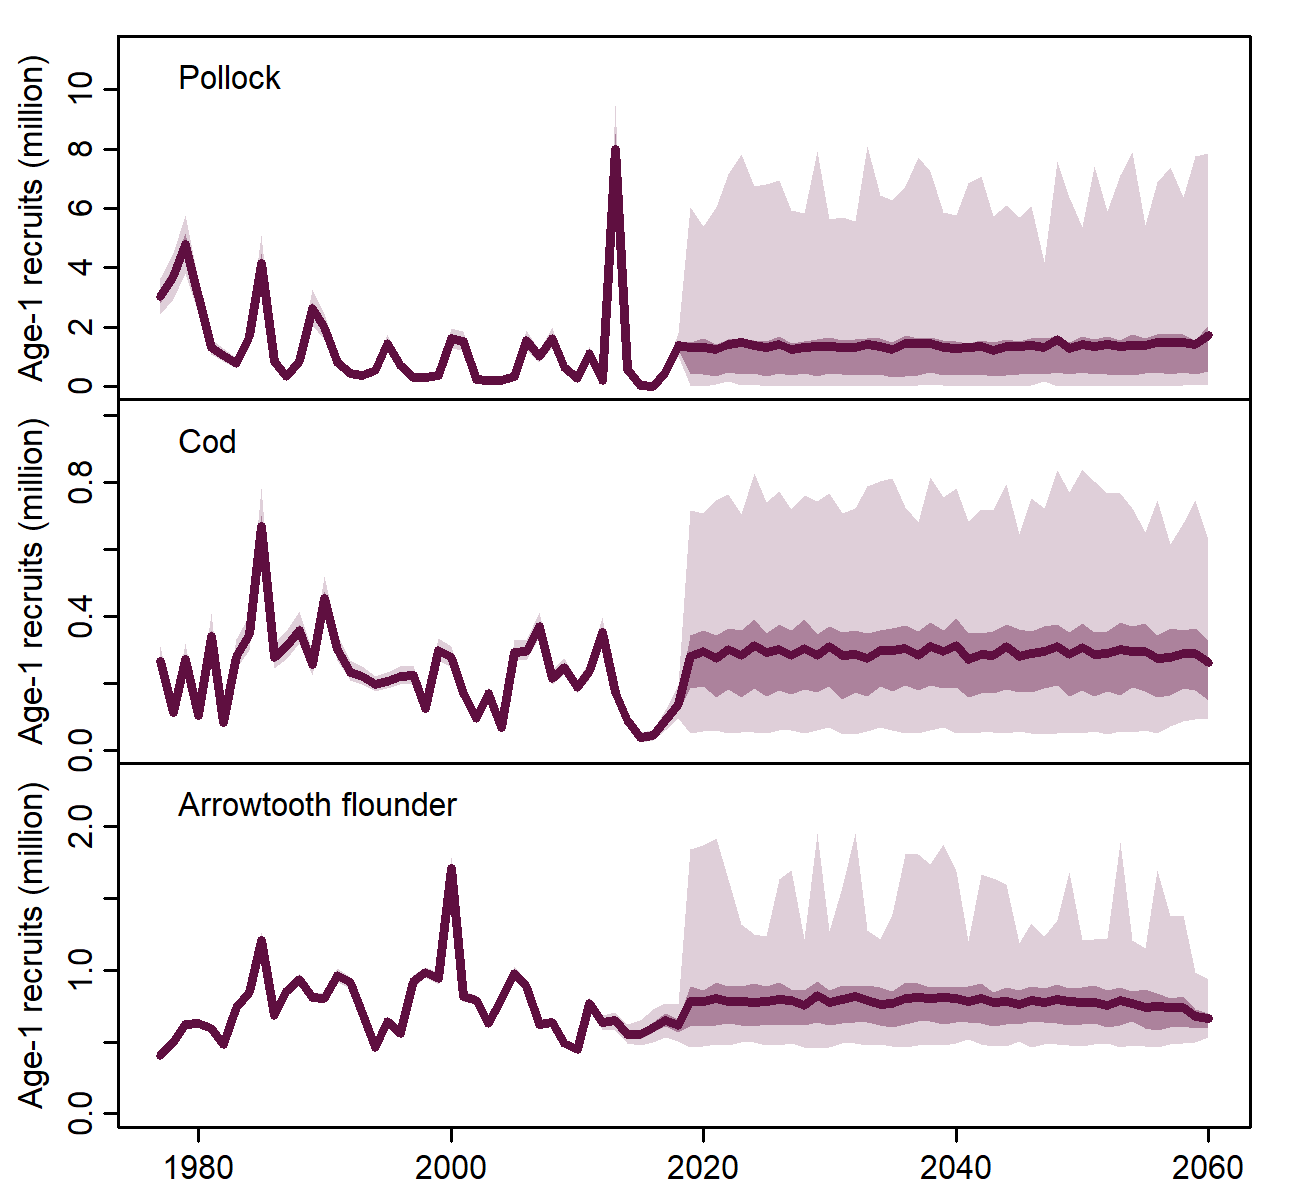 Pollock
Age-1 recruits (million)
10
8
6
4
2
0
Cod
Age-1 recruits (million)
0.8
0.4
0.0
Arrowtooth flounder
Age-1 recruits (million)
2.0
1.0
0.0
1980 2000 2020 2040 2060